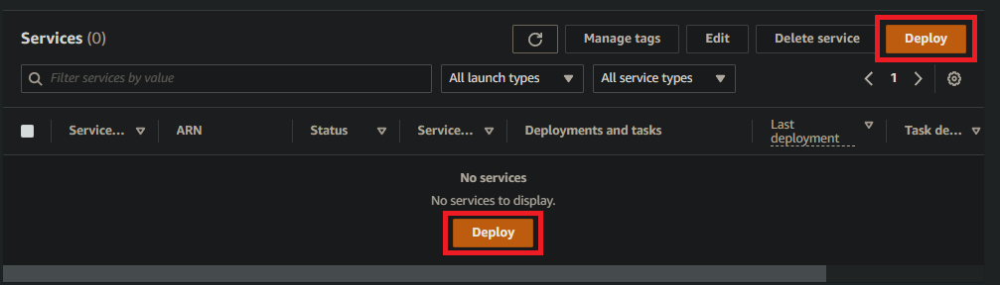 Services (0)
Manage tags
Edit
Delete service
Deploy
Filter services by value
All launch types
All service types
1
Service...
ARN
Status
Service...
Deployments and tasks
Last
deployment
Task de...
No services
No services to display.
Deploy